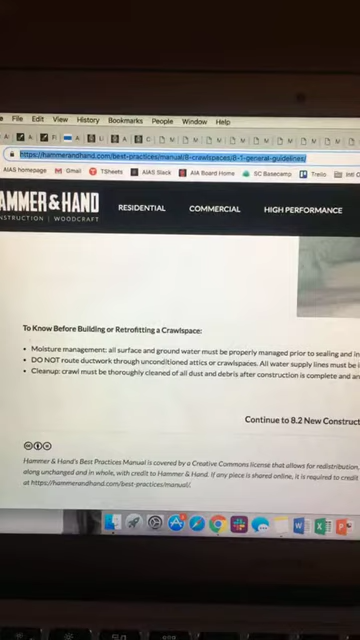 File Edit View History Bookmarks People Window Help
https://hammerandhand.com/best-practices/manual/8-crawlspaces/8-1-general-guidelines/
AIAS homepage Gmail TSheets AIAS Slack AIA Board Home SC Basecamp Trello Intl
AMMER & HAND
NSTRUCTION | WOODCRAFT
RESIDENTIAL COMMERCIAL HIGH PERFORMANCE
To Know Before Building or Retrofitting a Crawlspace:
• Moisture management: all surface and ground water must be properly managed prior to sealing and in
• DO NOT route ductwork through unconditioned attics or crawlspaces. All water supply lines must be i
• Cleanup: crawl must be thoroughly cleaned of all dust and debris after construction is complete and an
Continue to 8.2 New Construct
Hammer & Hand's Best Practices Manual is covered by a Creative Commons license that allows for redistribution,
along unchanged and in whole, with credit to Hammer & Hand. If any piece is shared online, it is required to credit
at https://hammerandhand.com/best-practices/manual/.